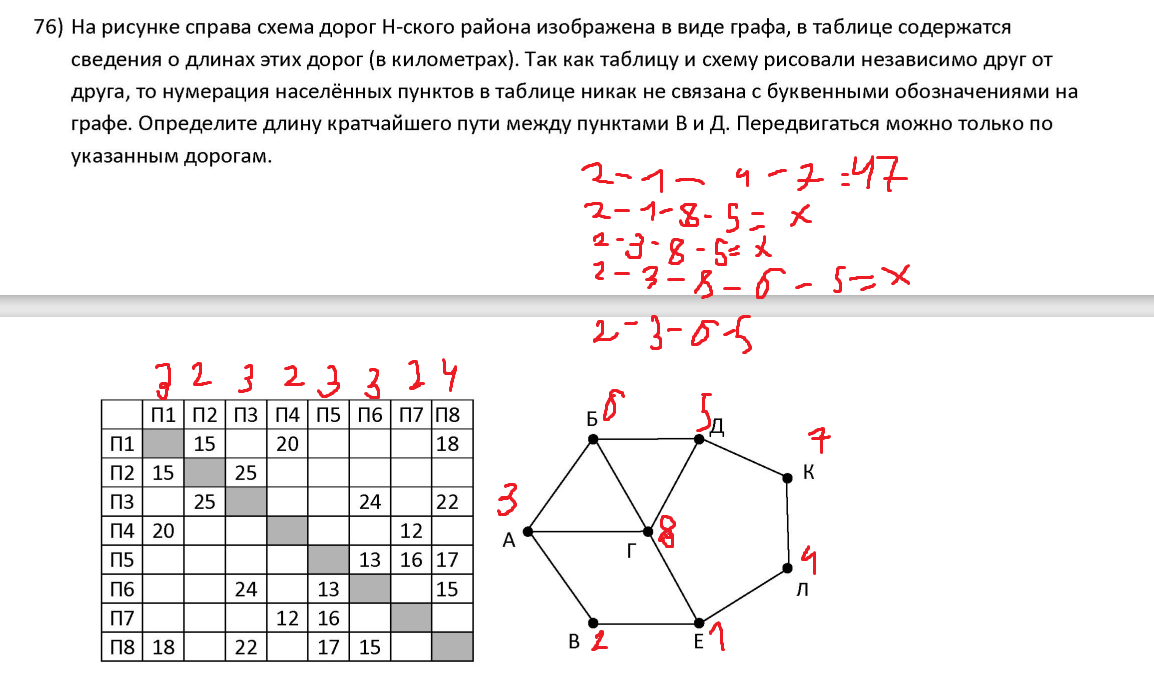 76) На рисунке справа схема дорог Н-ского района изображена в виде графа, в таблице содержатся
сведения о длинах этих дорог (в километрах). Так как таблицу и схему рисовали независимо друг от
друга, то нумерация населённых пунктов в таблице никак не связана с буквенными обозначениями на
графе. Определите длину кратчайшего пути между пунктами В и Д. Передвигаться можно только по
указанным дорогам.
2-1-4-7=47
2-1-8-5=x
2-3-8-5=x
2-3-8-6-5=x
2-3-6-5
3 2 3 2 3 3 2 4
П1 П2 П3 П4 П5 П6 П7 П8
П1 15 20 18
П2 15 25
П3 25 24 22
П4 20 12
П5 13 16 17
П6 24 13 15
П7 12 16
П8 18 22 17 15
Б 6
5 Д
7
К
3
А
Г 8
4
Л
В 2
Е 1